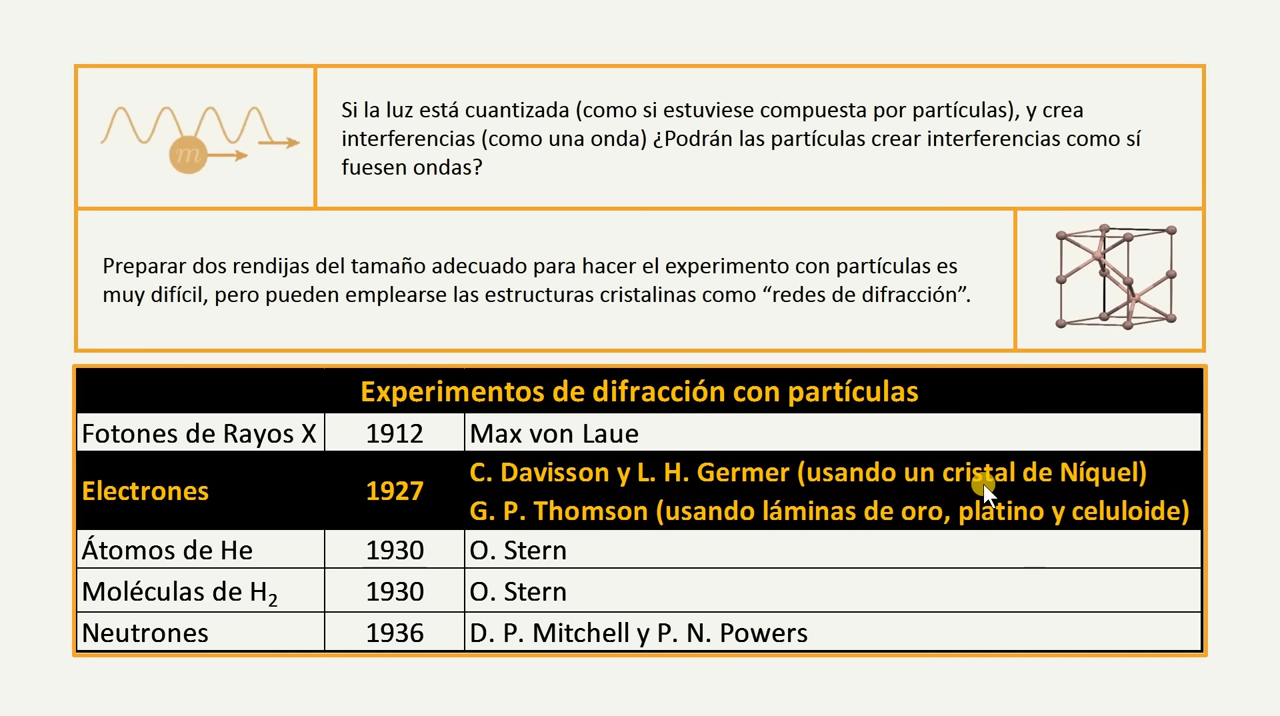 m
Si la luz está cuantizada (como si estuviese compuesta por partículas), y crea
interferencias (como una onda) ¿Podrán las partículas crear interferencias como sí
fuesen ondas?
Preparar dos rendijas del tamaño adecuado para hacer el experimento con partículas es
muy difícil, pero pueden emplearse las estructuras cristalinas como “redes de difracción”.
Experimentos de difracción con partículas
Fotones de Rayos X 1912 Max von Laue
Electrones 1927 C. Davisson y L. H. Germer (usando un cristal de Níquel)
G. P. Thomson (usando láminas de oro, platino y celuloide)
Átomos de He 1930 O. Stern
Moléculas de H₂ 1930 O. Stern
Neutrones 1936 D. P. Mitchell y P. N. Powers